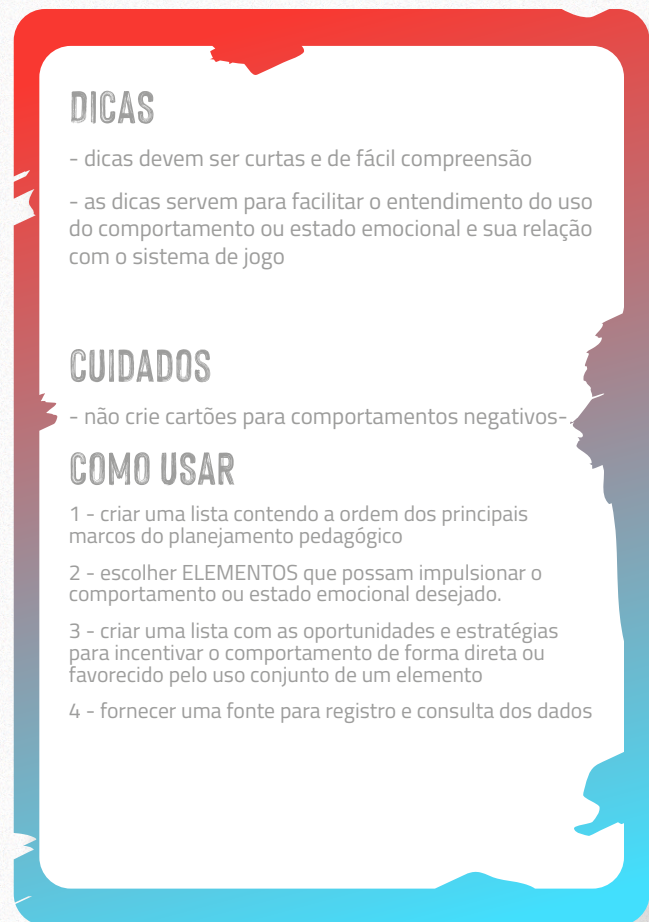 DICAS
- dicas devem ser curtas e de fácil compreensão
- as dicas servem para facilitar o entendimento do uso
do comportamento ou estado emocional e sua relação
com o sistema de jogo
CUIDADOS
- não crie cartões para comportamentos negativos-
COMO USAR
1 - criar uma lista contendo a ordem dos principais
marcos do planejamento pedagógico
2 - escolher ELEMENTOS que possam impulsionar o
comportamento ou estado emocional desejado.
3 - criar uma lista com as oportunidades e estratégias
para incentivar o comportamento de forma direta ou
favorecido pelo uso conjunto de um elemento
4 - fornecer uma fonte para registro e consulta dos dados